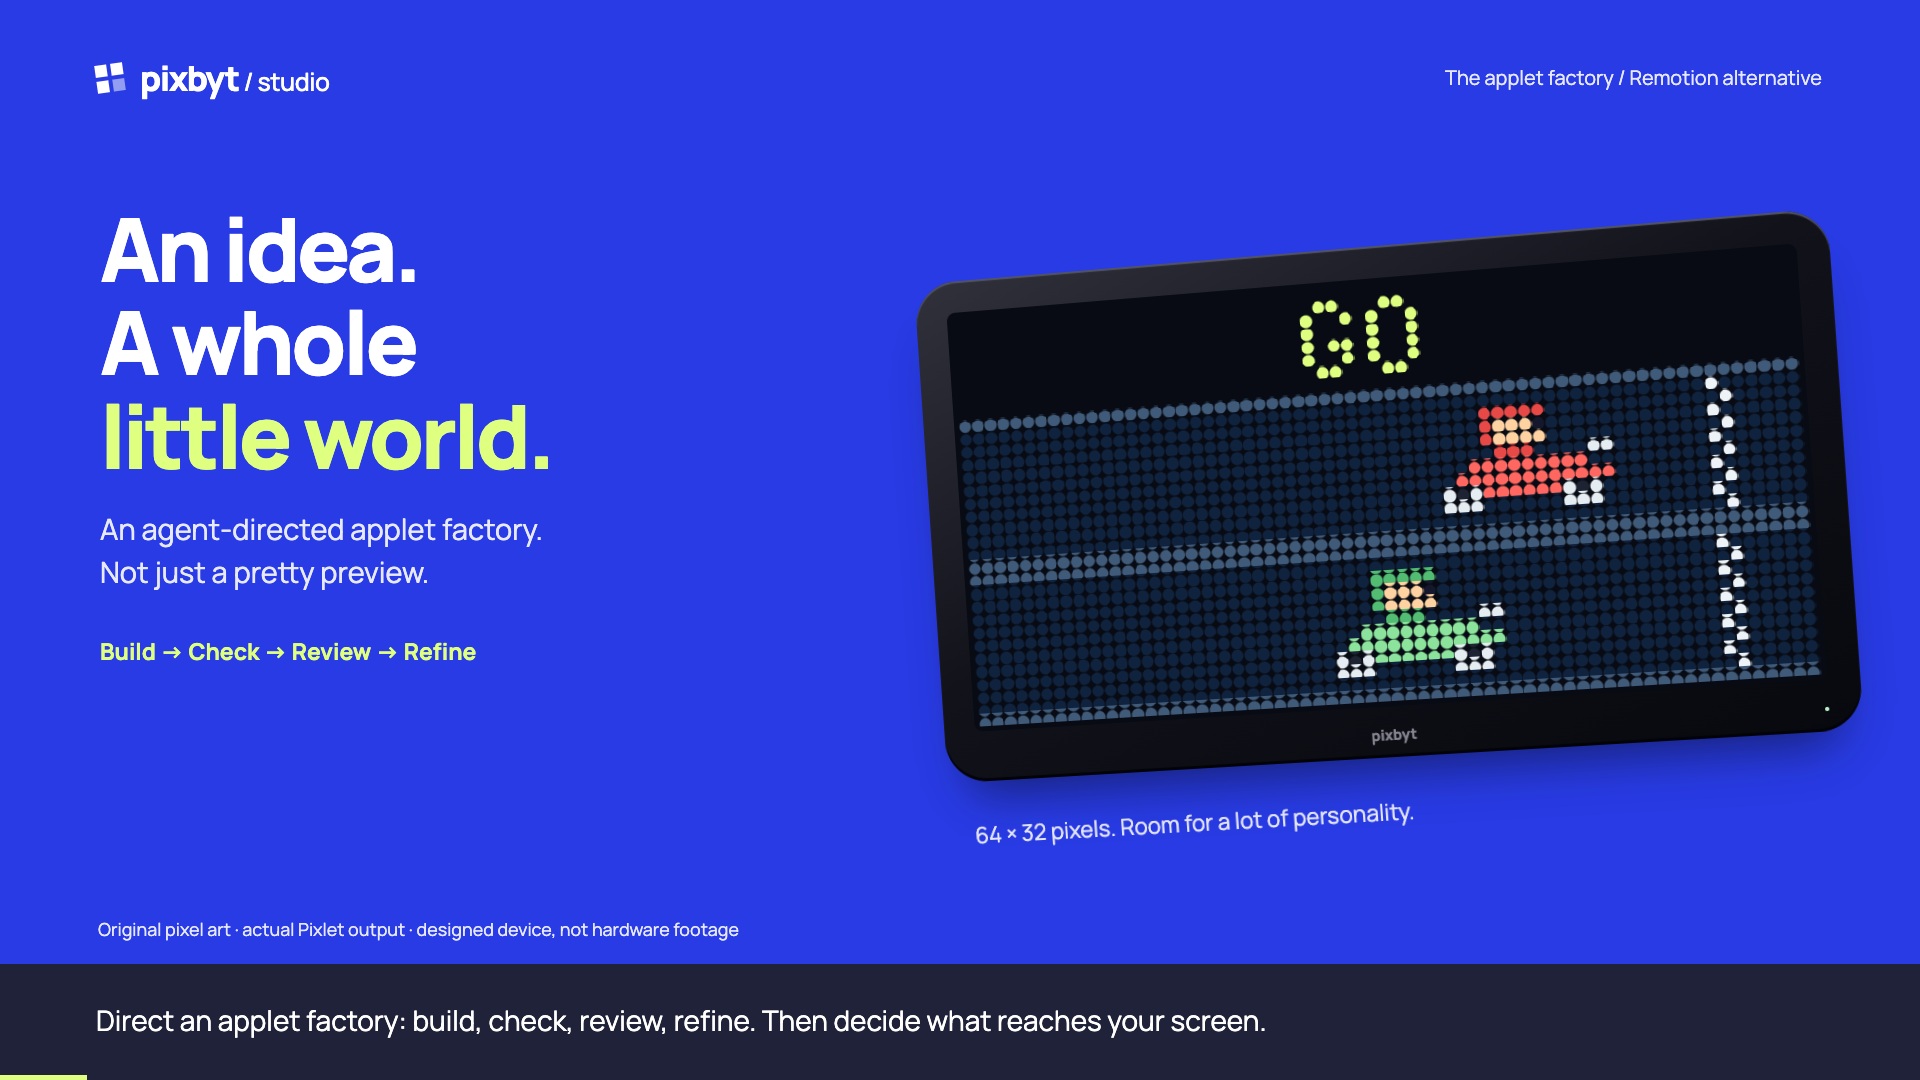 pixbyt / studio
The applet factory / Remotion alternative
An idea.
A whole
little world.
An agent-directed applet factory.
Not just a pretty preview.
Build → Check → Review → Refine
GO
pixbyt
64 × 32 pixels. Room for a lot of personality.
Original pixel art · actual Pixlet output · designed device, not hardware footage
Direct an applet factory: build, check, review, refine. Then decide what reaches your screen.